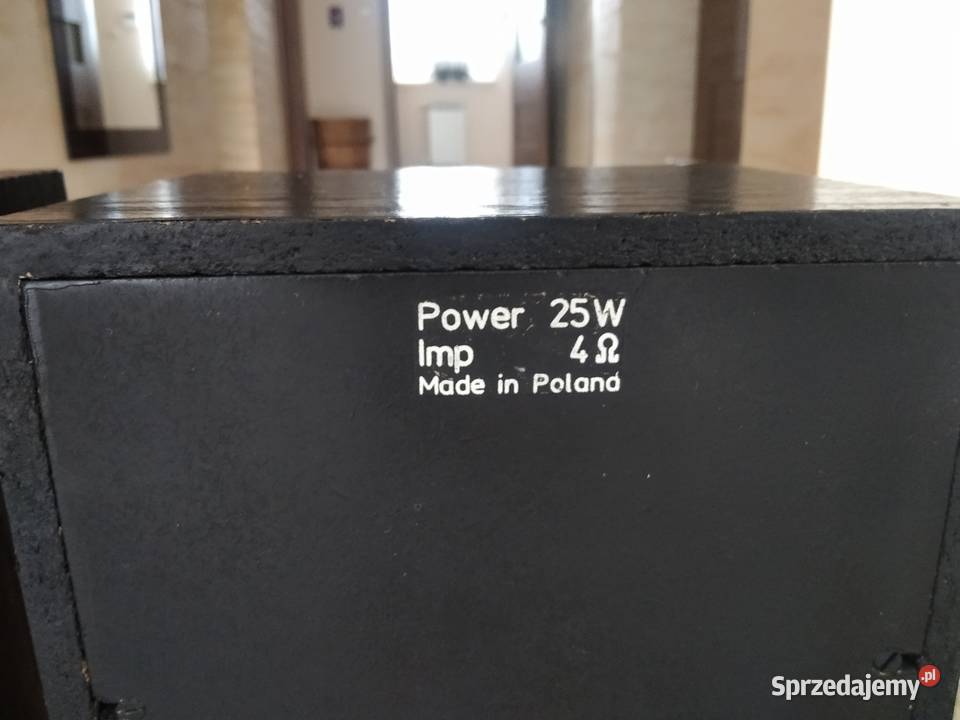 Power 25W
Imp 4Ω
Made in Poland
Sprzedajemy.pl